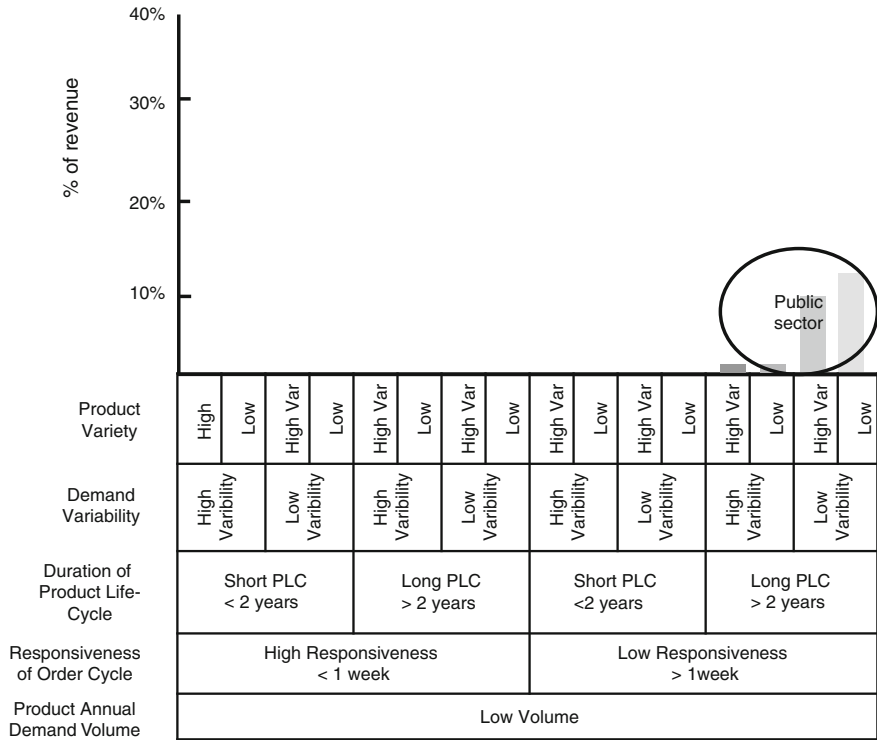 40%
30%
20%
10%
% of revenue
Public
sector
Product
Variety
High
Low
High Var
Low
High Var
Low
High Var
Low
High Var
Low
High Var
Low
High Var
Low
High Var
Low
Demand
Variability
High
Varibility
Low
Varibility
High
Varibility
Low
Varibility
High
Varibility
Low
Varibility
High
Varibility
Low
Varibility
Duration of
Product Life-
Cycle
Short PLC
< 2 years
Long PLC
> 2 years
Short PLC
<2 years
Long PLC
> 2 years
Responsiveness
of Order Cycle
High Responsiveness
< 1 week
Low Responsiveness
> 1week
Product Annual
Demand Volume
Low Volume